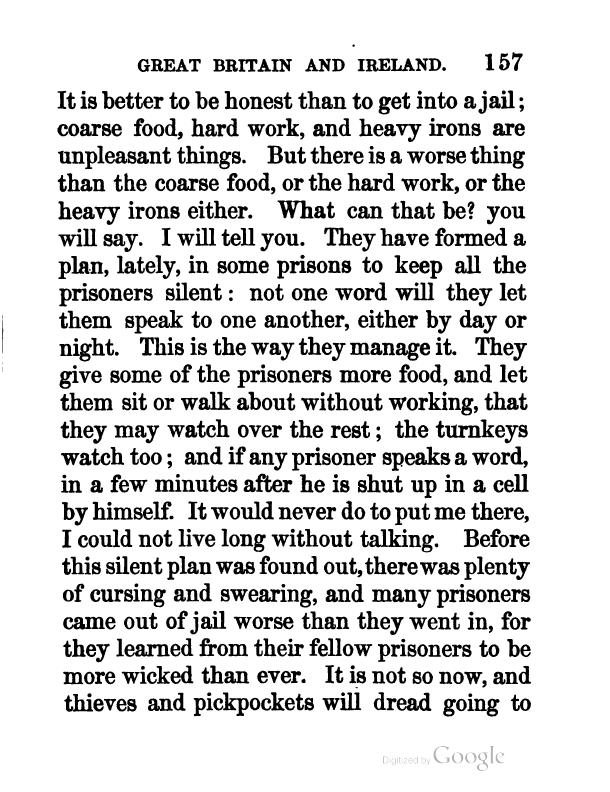 GREAT BRITAIN AND IRELAND. 157
It is better to be honest than to get into a jail;
coarse food, hard work, and heavy irons are
unpleasant things. But there is a worse thing
than the coarse food, or the hard work, or the
heavy irons either. What can that be? you
will say. I will tell you. They have formed a
plan, lately, in some prisons to keep all the
prisoners silent: not one word will they let
them speak to one another, either by day or
night. This is the way they manage it. They
give some of the prisoners more food, and let
them sit or walk about without working, that
they may watch over the rest; the turnkeys
watch too; and if any prisoner speaks a word,
in a few minutes after he is shut up in a cell
by himself. It would never do to put me there,
I could not live long without talking. Before
this silent plan was found out, there was plenty
of cursing and swearing, and many prisoners
came out of jail worse than they went in, for
they learned from their fellow prisoners to be
more wicked than ever. It is not so now, and
thieves and pickpockets will dread going to
Digitized by Google